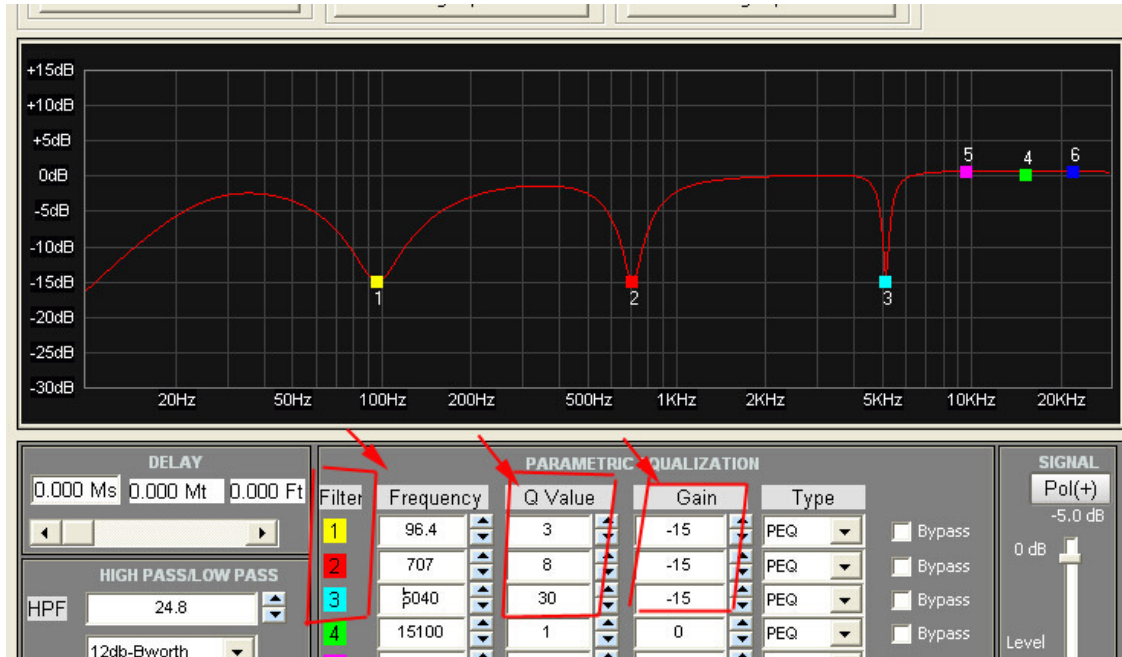 +15dB
+10dB
+5dB
0dB
-5dB
-10dB
-15dB
-20dB
-25dB
-30dB
5 4 6
1 2 3
20Hz 50Hz 100Hz 200Hz 500Hz 1KHz 2KHz 5KHz 10KHz 20KHz
DELAY
0.000 Ms 0.000 Mt 0.000 Ft
HIGH PASS/LOW PASS
HPF 24.8
12db-Bworth
PARAMETRIC EQUALIZATION
Filter Frequency Q Value Gain Type
1 96.4 3 -15 PEQ Bypass
2 707 8 -15 PEQ Bypass
3 5040 30 -15 PEQ Bypass
4 15100 1 0 PEQ Bypass
SIGNAL
Pol(+)
-5.0 dB
0 dB
Level